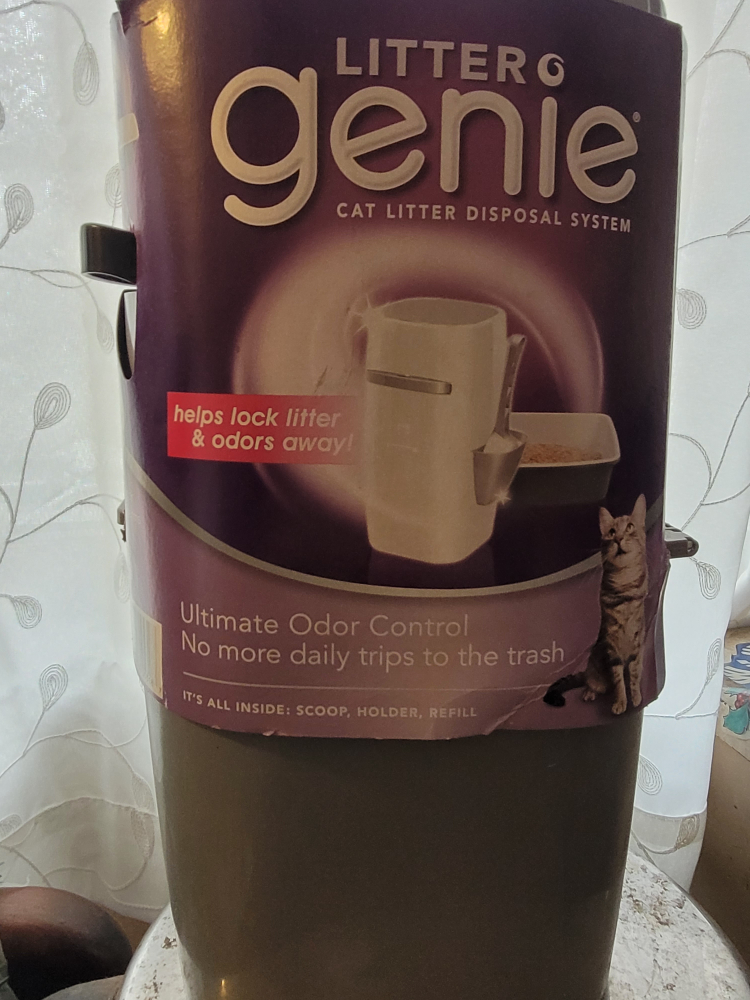 LITTER
genie®
CAT LITTER DISPOSAL SYSTEM
helps lock litter
& odors away!
Ultimate Odor Control
No more daily trips to the trash
IT'S ALL INSIDE: SCOOP, HOLDER, REFILL